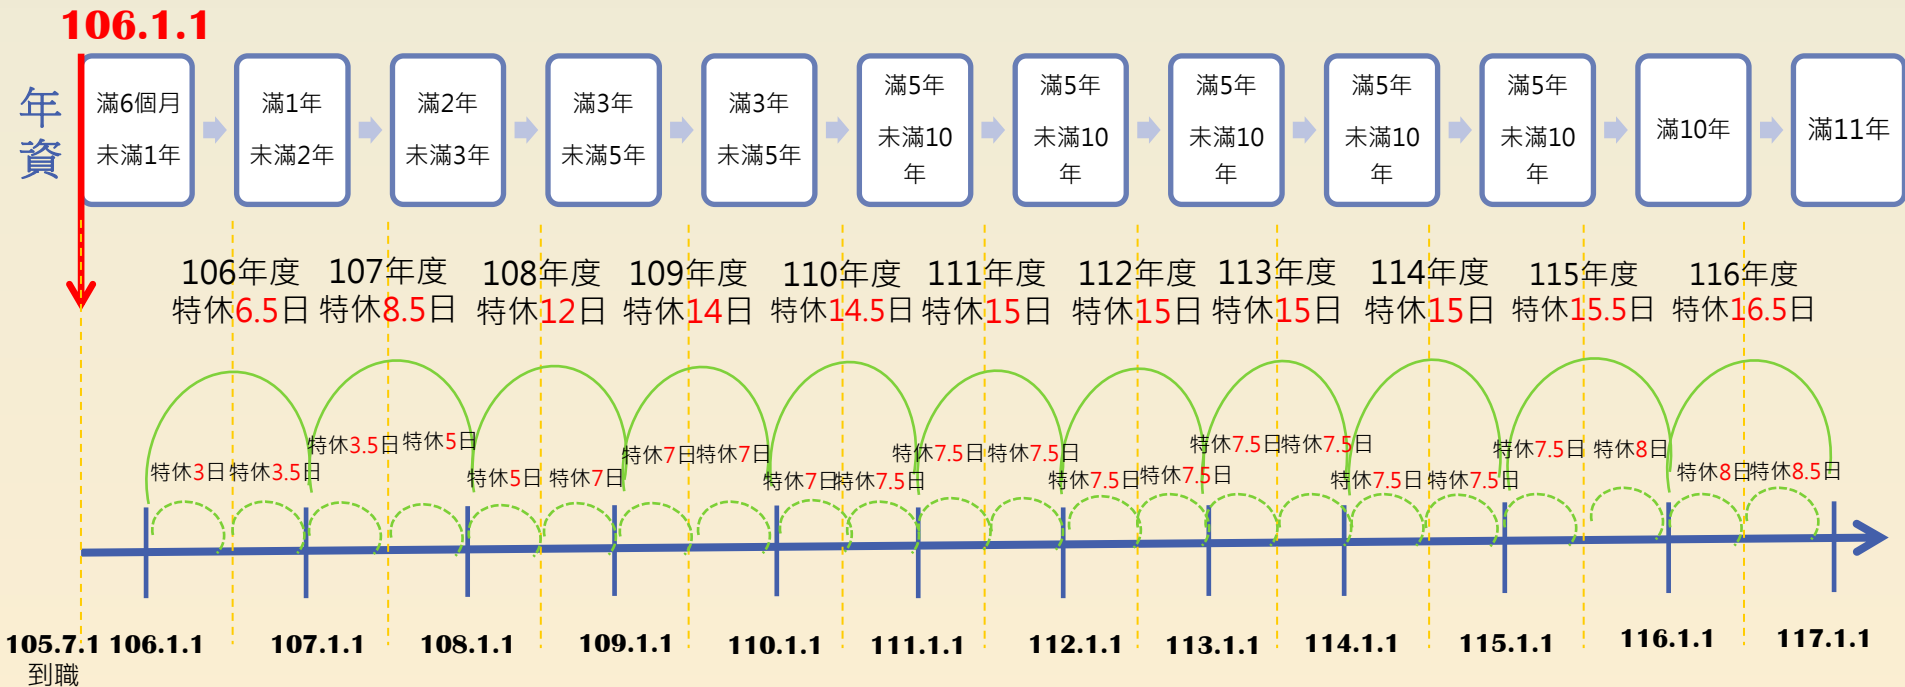 106.1.1
年資
滿6個月
未滿1年
滿1年
未滿2年
滿2年
未滿3年
滿3年
未滿5年
滿3年
未滿5年
滿5年
未滿10
年
滿5年
未滿10
年
滿5年
未滿10
年
滿5年
未滿10
年
滿5年
未滿10
年
滿10年
滿11年
106年度
特休6.5日
107年度
特休8.5日
108年度
特休12日
109年度
特休14日
110年度
特休14.5日
111年度
特休15日
112年度
特休15日
113年度
特休15日
114年度
特休15日
115年度
特休15.5日
116年度
特休16.5日
特休3日
特休3.5日
特休3.5日
特休5日
特休5日
特休7日
特休7日
特休7日
特休7日
特休7.5日
特休7.5日
特休7.5日
特休7.5日
特休7.5日
特休7.5日
特休7.5日
特休7.5日
特休7.5日
特休7.5日
特休8日
特休8日
特休8.5日
105.7.1
到職
106.1.1
107.1.1
108.1.1
109.1.1
110.1.1
111.1.1
112.1.1
113.1.1
114.1.1
115.1.1
116.1.1
117.1.1